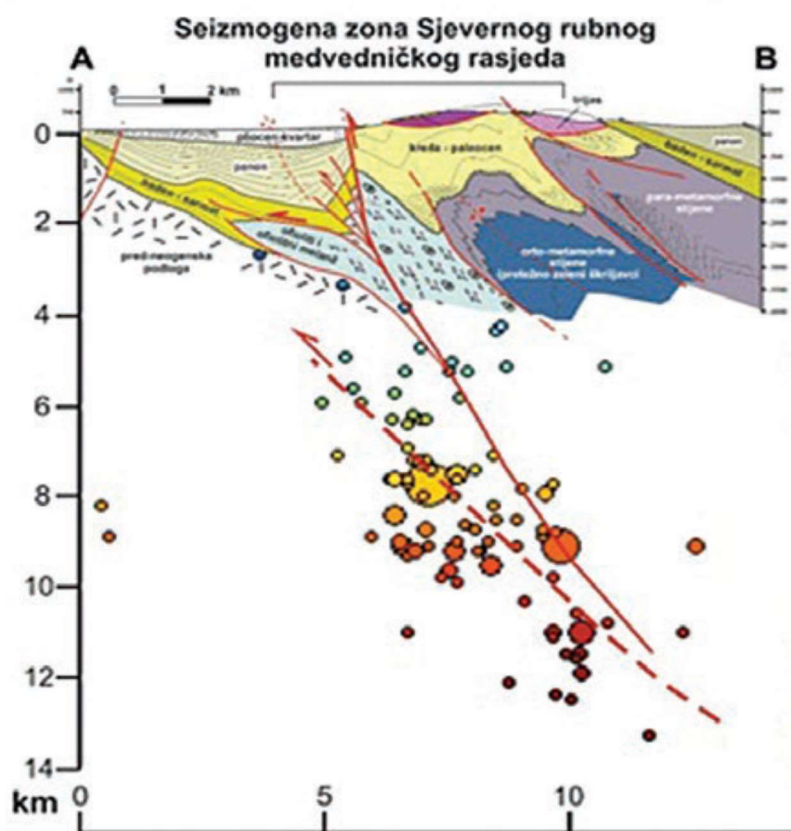 Seizmogena zona Sjevernog rubnog
medvedničkog rasjeda
A
B
0 2 km
0
2
4
6
8
10
12
14
km
0
5
10
pliocen kvartar
panon
baden - sarmat
pred-neogenska
podloga
ofiolitni melanž
kreda - paleocen
trijas
orto-metamorfne
stijene
(pretežno zeleni škriljavci
para-metamorfne
stijene
baden - sarmat
panon